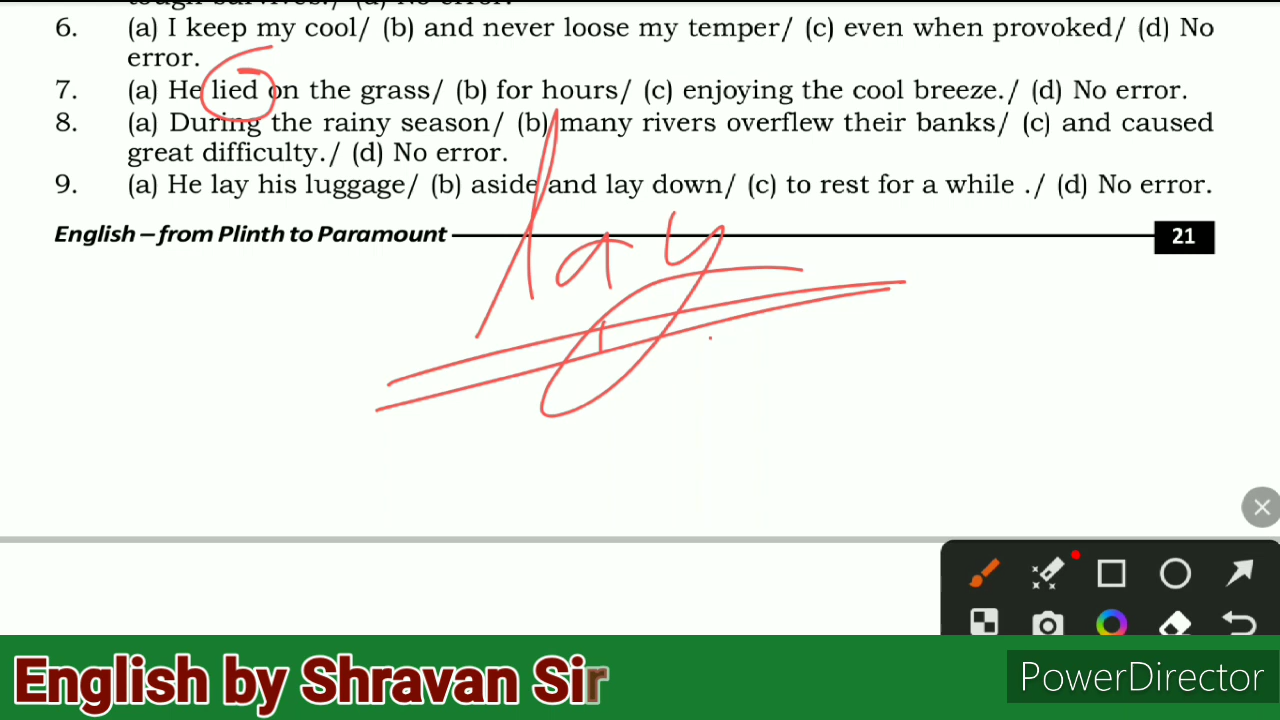 6. (a) I keep my cool/ (b) and never loose my temper/ (c) even when provoked/ (d) No
error.
7. (a) He lied on the grass/ (b) for hours/ (c) enjoying the cool breeze./ (d) No error.
8. (a) During the rainy season/ (b) many rivers overflew their banks/ (c) and caused
great difficulty./ (d) No error.
9. (a) He lay his luggage/ (b) aside and lay down/ (c) to rest for a while ./ (d) No error.
English – from Plinth to Paramount 21
lay
English by Shravan Sir
PowerDirector